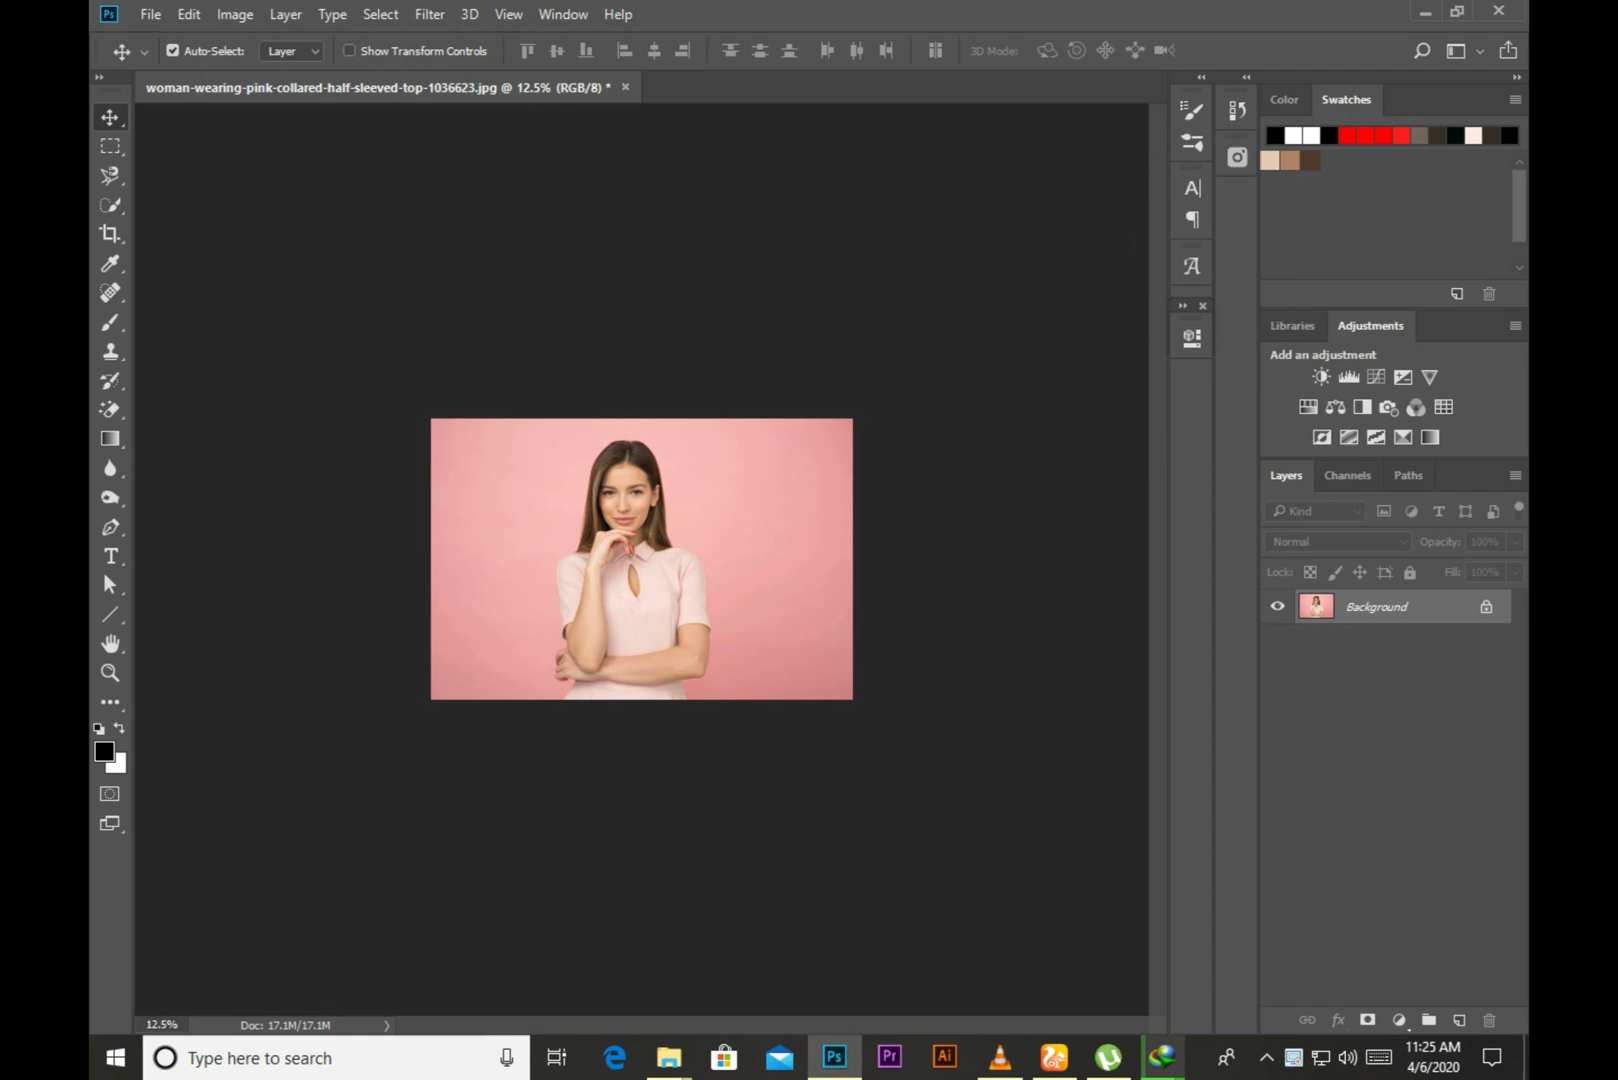 Ps File Edit Image Layer Type Select Filter 3D View Window Help
Auto-Select: Layer Show Transform Controls 3D Mode:
woman-wearing-pink-collared-half-sleeved-top-1036623.jpg @ 12.5% (RGB/8) *
Color Swatches
Libraries Adjustments
Add an adjustment
Layers Channels Paths
Kind
Normal Opacity: 100%
Lock: Fill: 100%
Background
12.5% Doc: 17.1M/17.1M
Type here to search
Ps Pr Ai
11:25 AM
4/6/2020